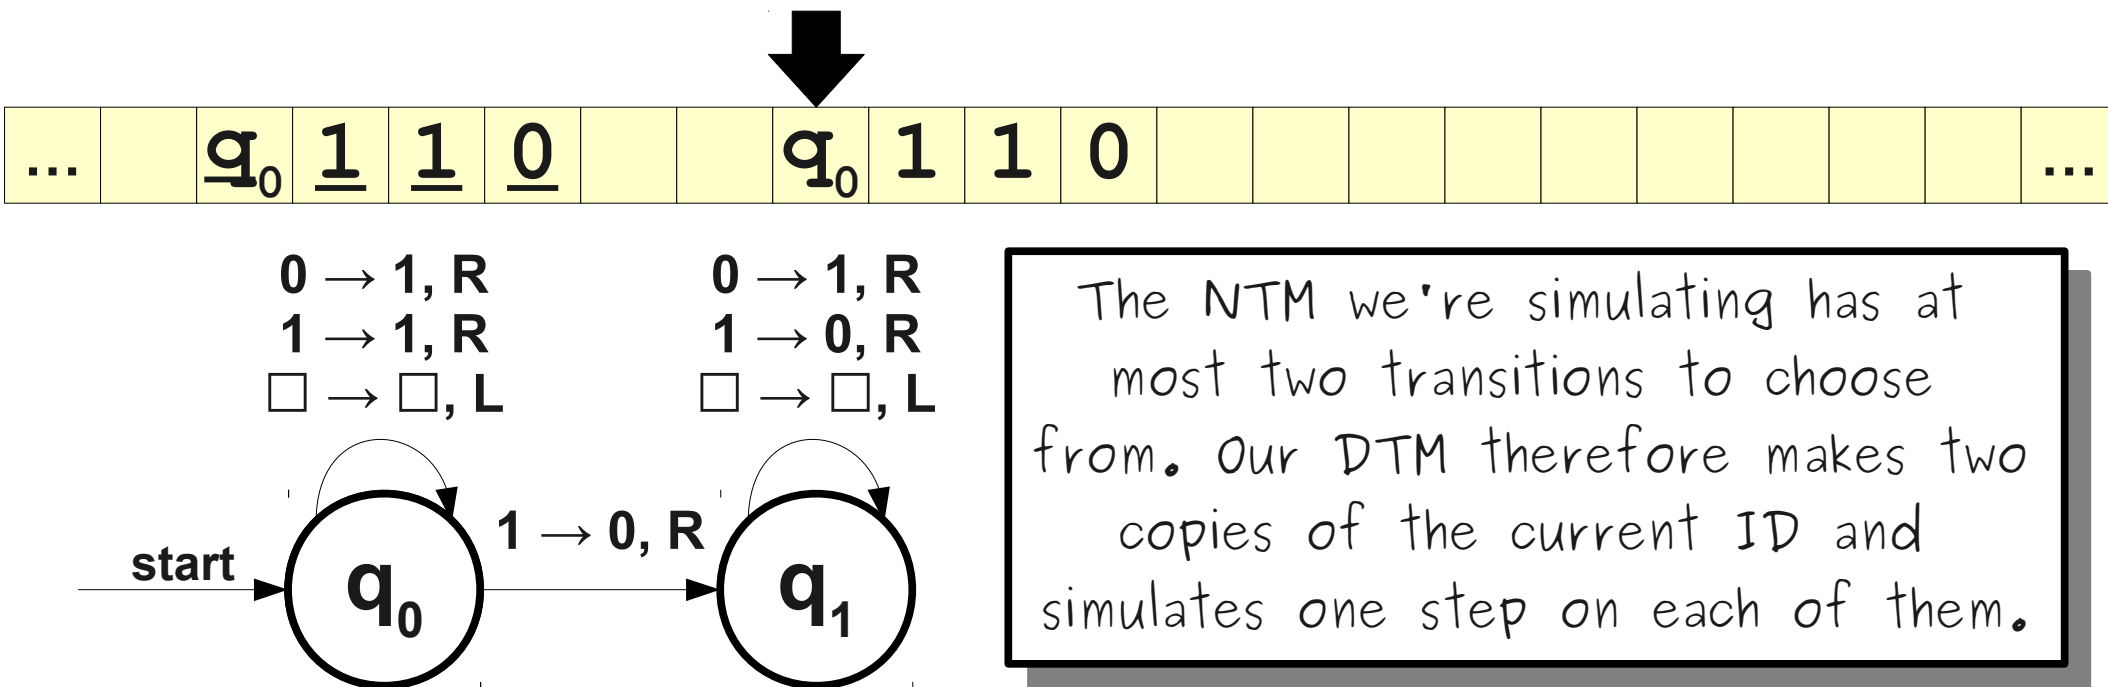 ... q0 1 1 0 q0 1 1 0 ...
0 → 1, R
1 → 1, R
□ → □, L
0 → 1, R
1 → 0, R
□ → □, L
start
q0
1 → 0, R
q1
The NTM we're simulating has at
most two transitions to choose
from. Our DTM therefore makes two
copies of the current ID and
simulates one step on each of them.